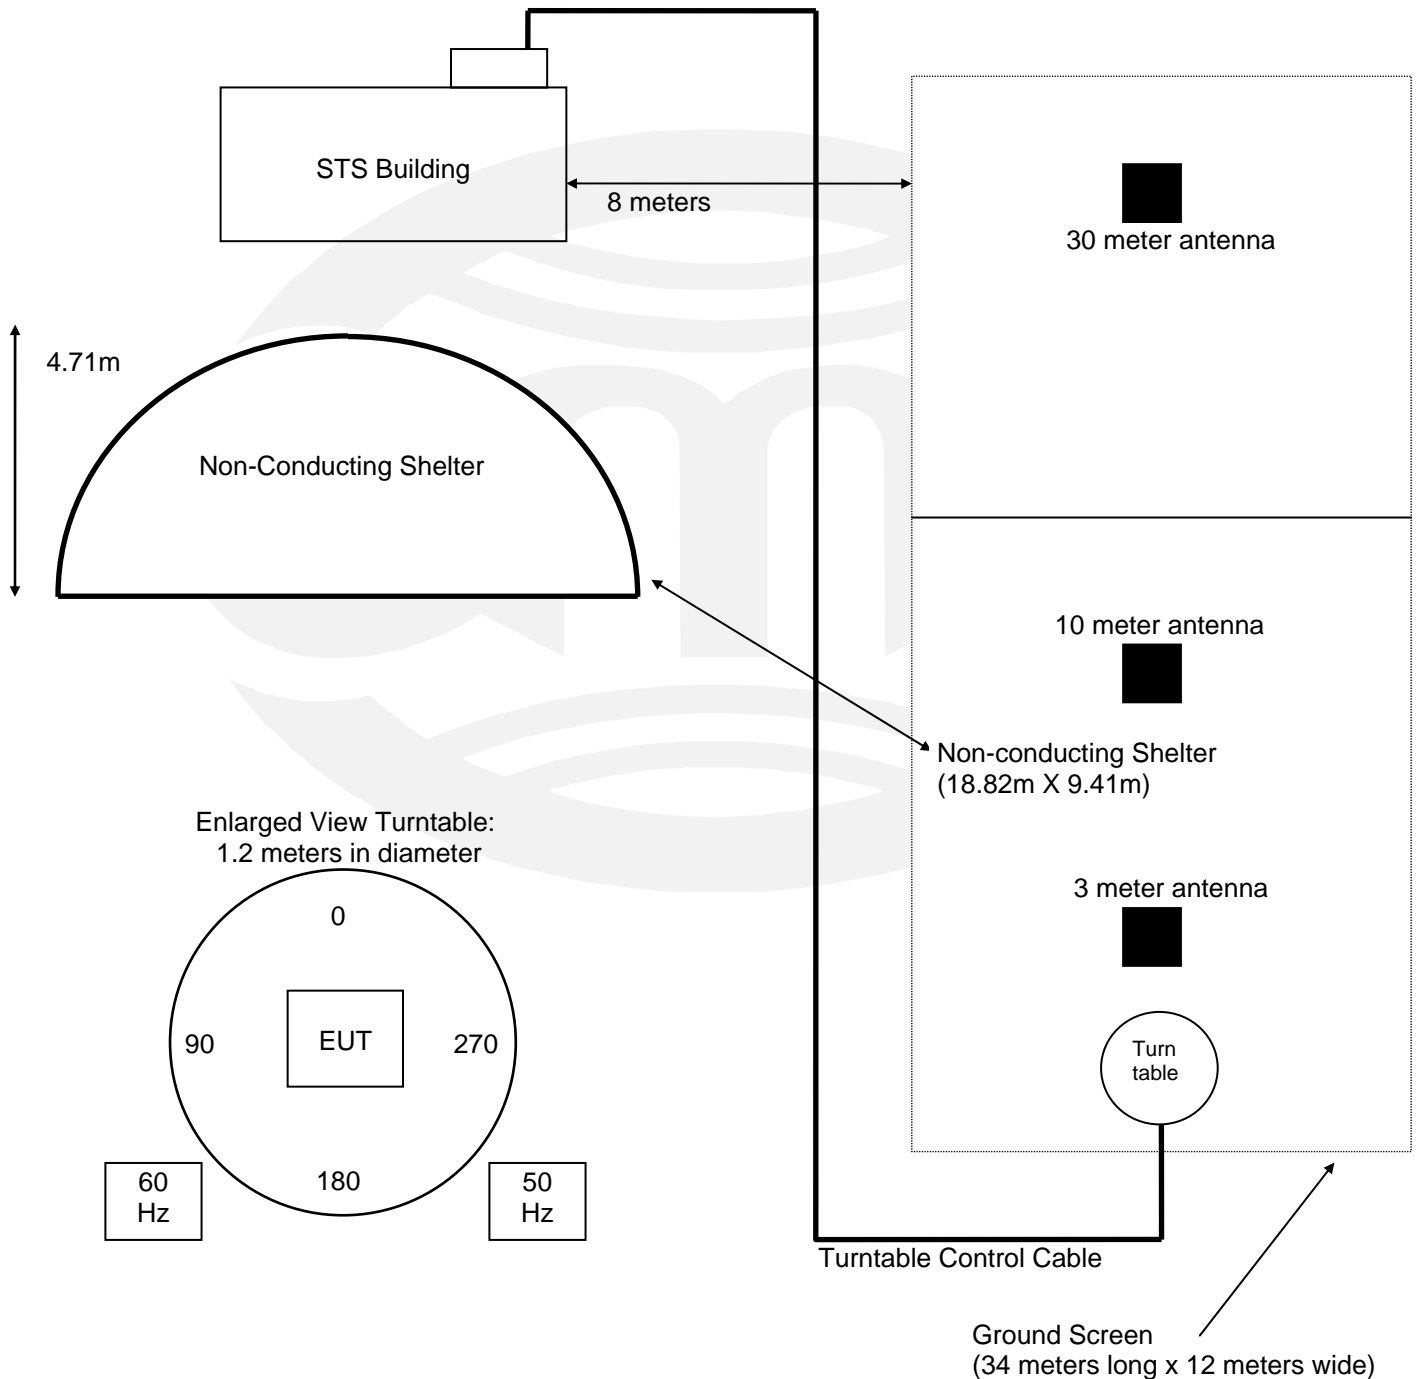 STS Building
8 meters
30 meter antenna
4.71m
Non-Conducting Shelter
10 meter antenna
Non-conducting Shelter
(18.82m X 9.41m)
Enlarged View Turntable:
1.2 meters in diameter
0
90
EUT
270
180
60
Hz
50
Hz
3 meter antenna
Turn
table
Turntable Control Cable
Ground Screen
(34 meters long x 12 meters wide)